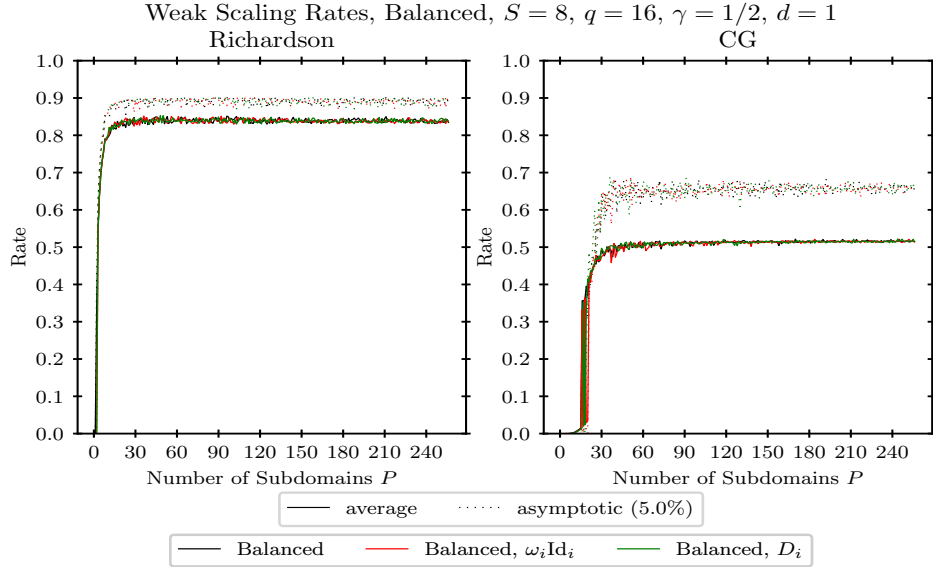 Weak Scaling Rates, Balanced, S = 8, q = 16, γ = 1/2, d = 1
Richardson
1.0
0.9
0.8
0.7
0.6
0.5
0.4
0.3
0.2
0.1
0.0
Rate
0 30 60 90 120 150 180 210 240
Number of Subdomains P
CG
1.0
0.9
0.8
0.7
0.6
0.5
0.4
0.3
0.2
0.1
0.0
Rate
0 30 60 90 120 150 180 210 240
Number of Subdomains P
average asymptotic (5.0%)
Balanced Balanced, ωᵢIdᵢ Balanced, Dᵢ